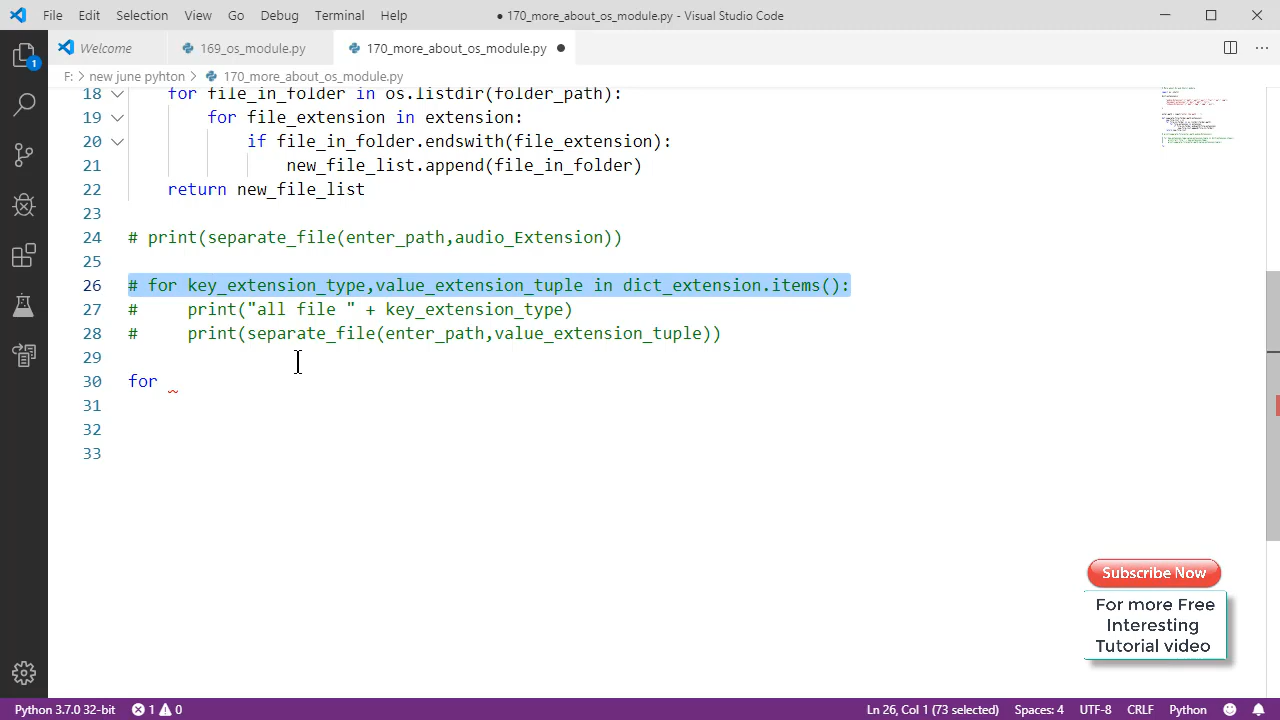 File Edit Selection View Go Debug Terminal Help
● 170_more_about_os_module.py - Visual Studio Code
Welcome 169_os_module.py 170_more_about_os_module.py
F: > new june pyhton > 170_more_about_os_module.py
18 for file_in_folder in os.listdir(folder_path):
19 for file_extension in extension:
20 if file_in_folder.endswith(file_extension):
21 new_file_list.append(file_in_folder)
22 return new_file_list
23
24 # print(separate_file(enter_path,audio_Extension))
25
26 # for key_extension_type,value_extension_tuple in dict_extension.items():
27 #     print("all file " + key_extension_type)
28 #     print(separate_file(enter_path,value_extension_tuple))
29
30 for
31
32
33
Subscribe Now
For more Free
Interesting
Tutorial video
1
Python 3.7.0 32-bit 1 0 Ln 26, Col 1 (73 selected) Spaces: 4 UTF-8 CRLF Python